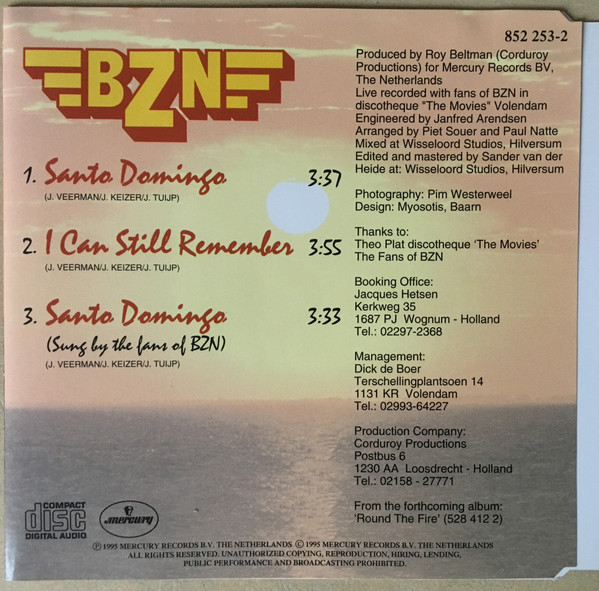 852 253-2
BZN
1. Santo Domingo 3:37
(J. VEERMAN/J. KEIZER/J. TUIJP)
2. I Can Still Remember 3:55
(J. VEERMAN/J. KEIZER/J. TUIJP)
3. Santo Domingo 3:33
(Sung by the fans of BZN)
(J. VEERMAN/J. KEIZER/J. TUIJP)
Produced by Roy Beltman (Corduroy
Productions) for Mercury Records BV,
The Netherlands
Live recorded with fans of BZN in
discotheque "The Movies" Volendam
Engineered by Janfred Arendsen
Arranged by Piet Souer and Paul Natte
Mixed at Wisseloord Studios, Hilversum
Edited and mastered by Sander van der
Heide at: Wisseloord Studios, Hilversum
Photography: Pim Westerweel
Design: Myosotis, Baarn
Thanks to:
Theo Plat discotheque 'The Movies'
The Fans of BZN
Booking Office:
Jacques Hetsen
Kerkweg 35
1687 PJ Wognum - Holland
Tel.: 02297-2368
Management:
Dick de Boer
Terschellingplantsoen 14
1131 KR Volendam
Tel.: 02993-64227
Production Company:
Corduroy Productions
Postbus 6
1230 AA Loosdrecht - Holland
Tel.: 02158 - 27771
From the forthcoming album:
'Round The Fire' (528 412 2)
COMPACT
disc
DIGITAL AUDIO
mercury
Ⓟ 1995 MERCURY RECORDS B.V. THE NETHERLANDS © 1995 MERCURY RECORDS B.V. THE NETHERLANDS
ALL RIGHTS RESERVED. UNAUTHORIZED COPYING, REPRODUCTION, HIRING, LENDING,
PUBLIC PERFORMANCE AND BROADCASTING PROHIBITED.